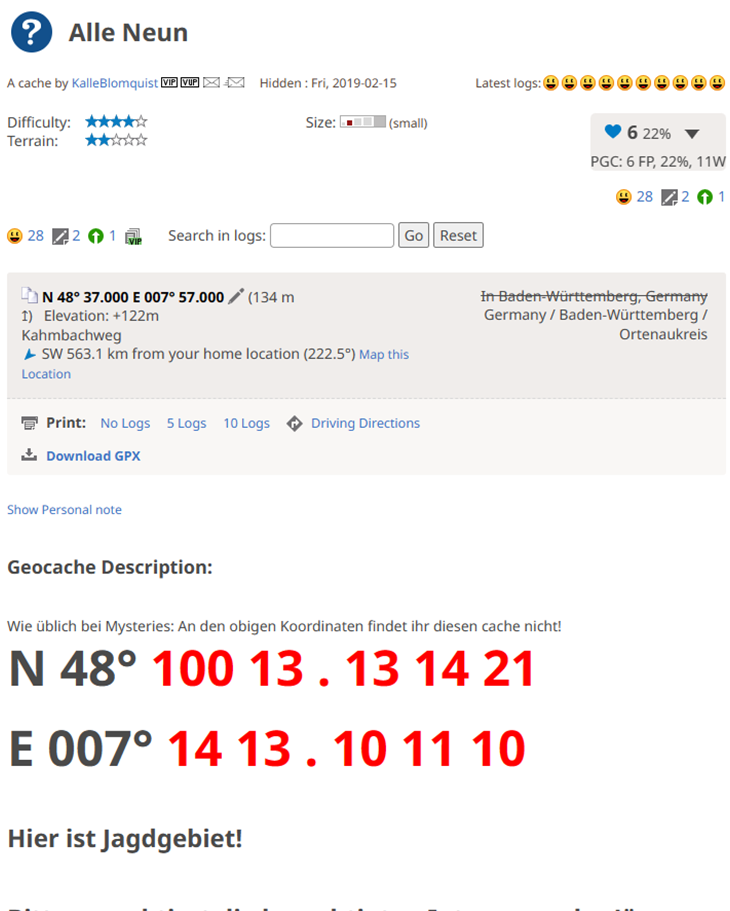 Alle Neun
A cache by KalleBlomquist VIP VUP Hidden : Fri, 2019-02-15 Latest logs:
Difficulty:
Terrain:
Size: (small)
6 22%
PGC: 6 FP, 22%, 11W
28 2 1
28 2 1 VIP Search in logs: Go Reset
N 48° 37.000 E 007° 57.000 (134 m
↥) Elevation: +122m
Kahmbachweg
SW 563.1 km from your home location (222.5°) Map this
Location
In Baden-Württemberg, Germany
Germany / Baden-Württemberg /
Ortenaukreis
Print: No Logs 5 Logs 10 Logs Driving Directions
Download GPX
Show Personal note
Geocache Description:
Wie üblich bei Mysteries: An den obigen Koordinaten findet ihr diesen cache nicht!
N 48° 100 13 . 13 14 21
E 007° 14 13 . 10 11 10
Hier ist Jagdgebiet!